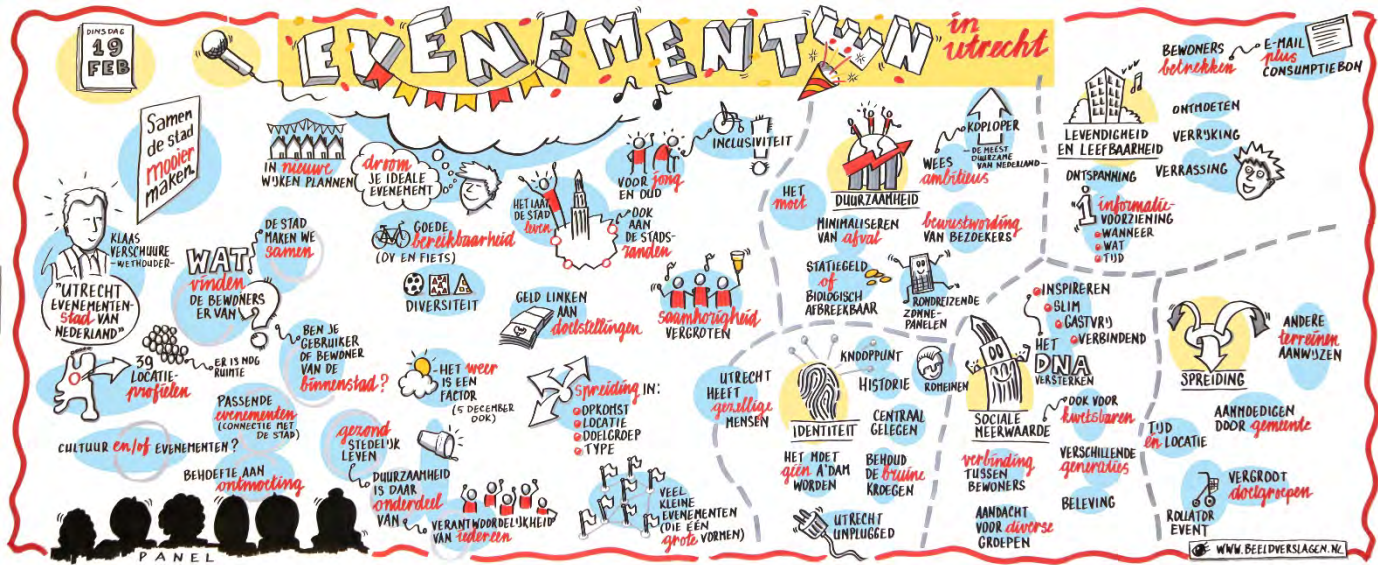 DINSDAG
19
FEB
EVENEMENTEN
in
utrecht
Samen
de stad
mooier
maken.
KLAAS
VERSCHUURE
-WETHOUDER-
"UTRECHT
EVENEMENTEN-
stad VAN
NEDERLAND"
39
LOCATIE-
profielen
ER IS NOG
RUIMTE
WAT
vinden
DE BEWONERS
ER VAN?
DE STAD
MAKEN WE
samen
BEN JE
GEBRUIKER
OF BEWONER
VAN DE
binnenstad?
PASSENDE
evenementen
(CONNECTIE MET
DE STAD)
CULTUUR en/of EVENEMENTEN?
BEHOEFTE AAN
ontmoeting
PANEL
IN nieuwe
WIJKEN PLANNEN
droom
JE IDEALE
EVENEMENT
GOEDE
bereikbaarheid
(OV EN FIETS)
DIVERSITEIT
HET LAAT
DE STAD
leven
OOK
AAN
DE STADS-
randen
VOOR jong
EN OUD
INCLUSIVITEIT
GELD LINKEN
AAN
doelstellingen
saamhorigheid
VERGROTEN
HET weer
IS EEN
FACTOR
(5 DECEMBER
OOK)
spreiding IN:
OPKOMST
LOCATIE
DOELGROEP
TYPE
gezond
STEDELIJK
LEVEN
DUURZAAMHEID
IS DAAR
onderdeel
VAN
VERANTWOORDELIJKHEID
VAN iedereen
VEEL
KLEINE
EVENEMENTEN
(DIE ÉÉN
grote VORMEN)
DUURZAAMHEID
HET
moet
WEES
ambitieus
KOPLOPER
-DE MEEST
DUURZAME
VAN NEDERLAND-
MINIMALISEREN
VAN afval
bewustwording
VAN BEZOEKERS
STATIEGELD
of
BIOLOGISCH
AFBREEKBAAR
RONDREIZENDE
ZONNE-
PANELEN
LEVENDIGHEID
EN LEEFBAARHEID
BEWONERS
betrekken
E-MAIL
plus
CONSUMPTIEBON
ONTMOETEN
VERRIJKING
VERRASSING
ONTSPANNING
informatie-
VOORZIENING
WANNEER
WAT
TIJD
IDENTITEIT
UTRECHT
HEEFT
gezellige
MENSEN
KNOOPPUNT
HISTORIE
ROMEINEN
CENTRAAL
GELEGEN
HET MOET
géén A'DAM
WORDEN
BEHOUD
DE bruine
KROEGEN
UTRECHT
UNPLUGGED
SOCIALE
MEERWAARDE
INSPIREREN
SLIM
GASTVRIJ
VERBINDEND
HET
DNA
VERSTERKEN
OOK VOOR
kwetsbaren
verbinding
TUSSEN
BEWONERS
VERSCHILLENDE
generaties
BELEVING
AANDACHT
VOOR diverse
GROEPEN
SPREIDING
ANDERE
terreinen
AANWIJZEN
AANMOEDIGEN
DOOR gemeente
TIJD
en LOCATIE
VERGROOT
doelgroepen
ROLLATOR
EVENT
WWW.BEELDVERSLAGEN.NL